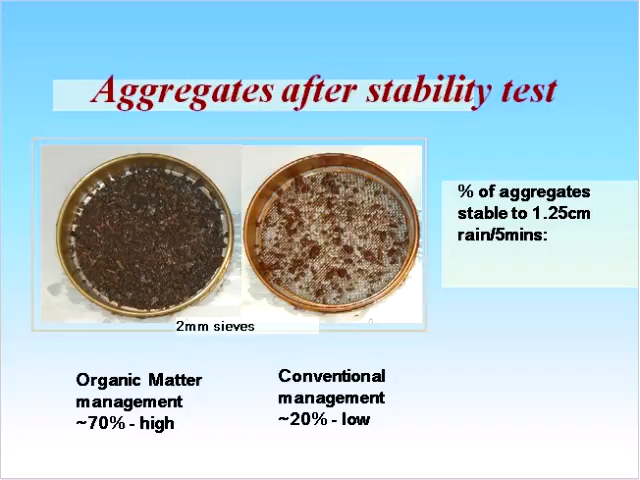 Aggregates after stability test
% of aggregates
stable to 1.25cm
rain/5mins:
2mm sieves
Organic Matter
management
~70% - high
Conventional
management
~20% - low